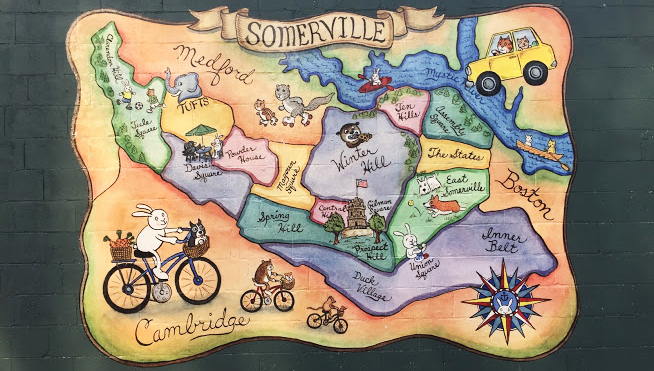 SOMERVILLE
Medford
Clarendon Hill
Mystic River
TUFTS
Ten
Hills
Assembly
Square
Teele
Square
Winter
Hill
Powder
House
The States
Davis
Square
Magoun
Square
East
Somerville
Boston
Central
Hill
Gilman
Square
Spring
Hill
Inner
Belt
Prospect
Hill
Union
Square
Duck
Village
Cambridge